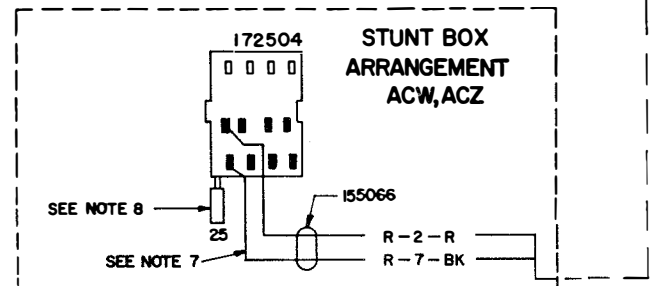 172504
STUNT BOX
ARRANGEMENT
ACW, ACZ
SEE NOTE 8
25
155066
R-2-R
SEE NOTE 7
R-7-BK